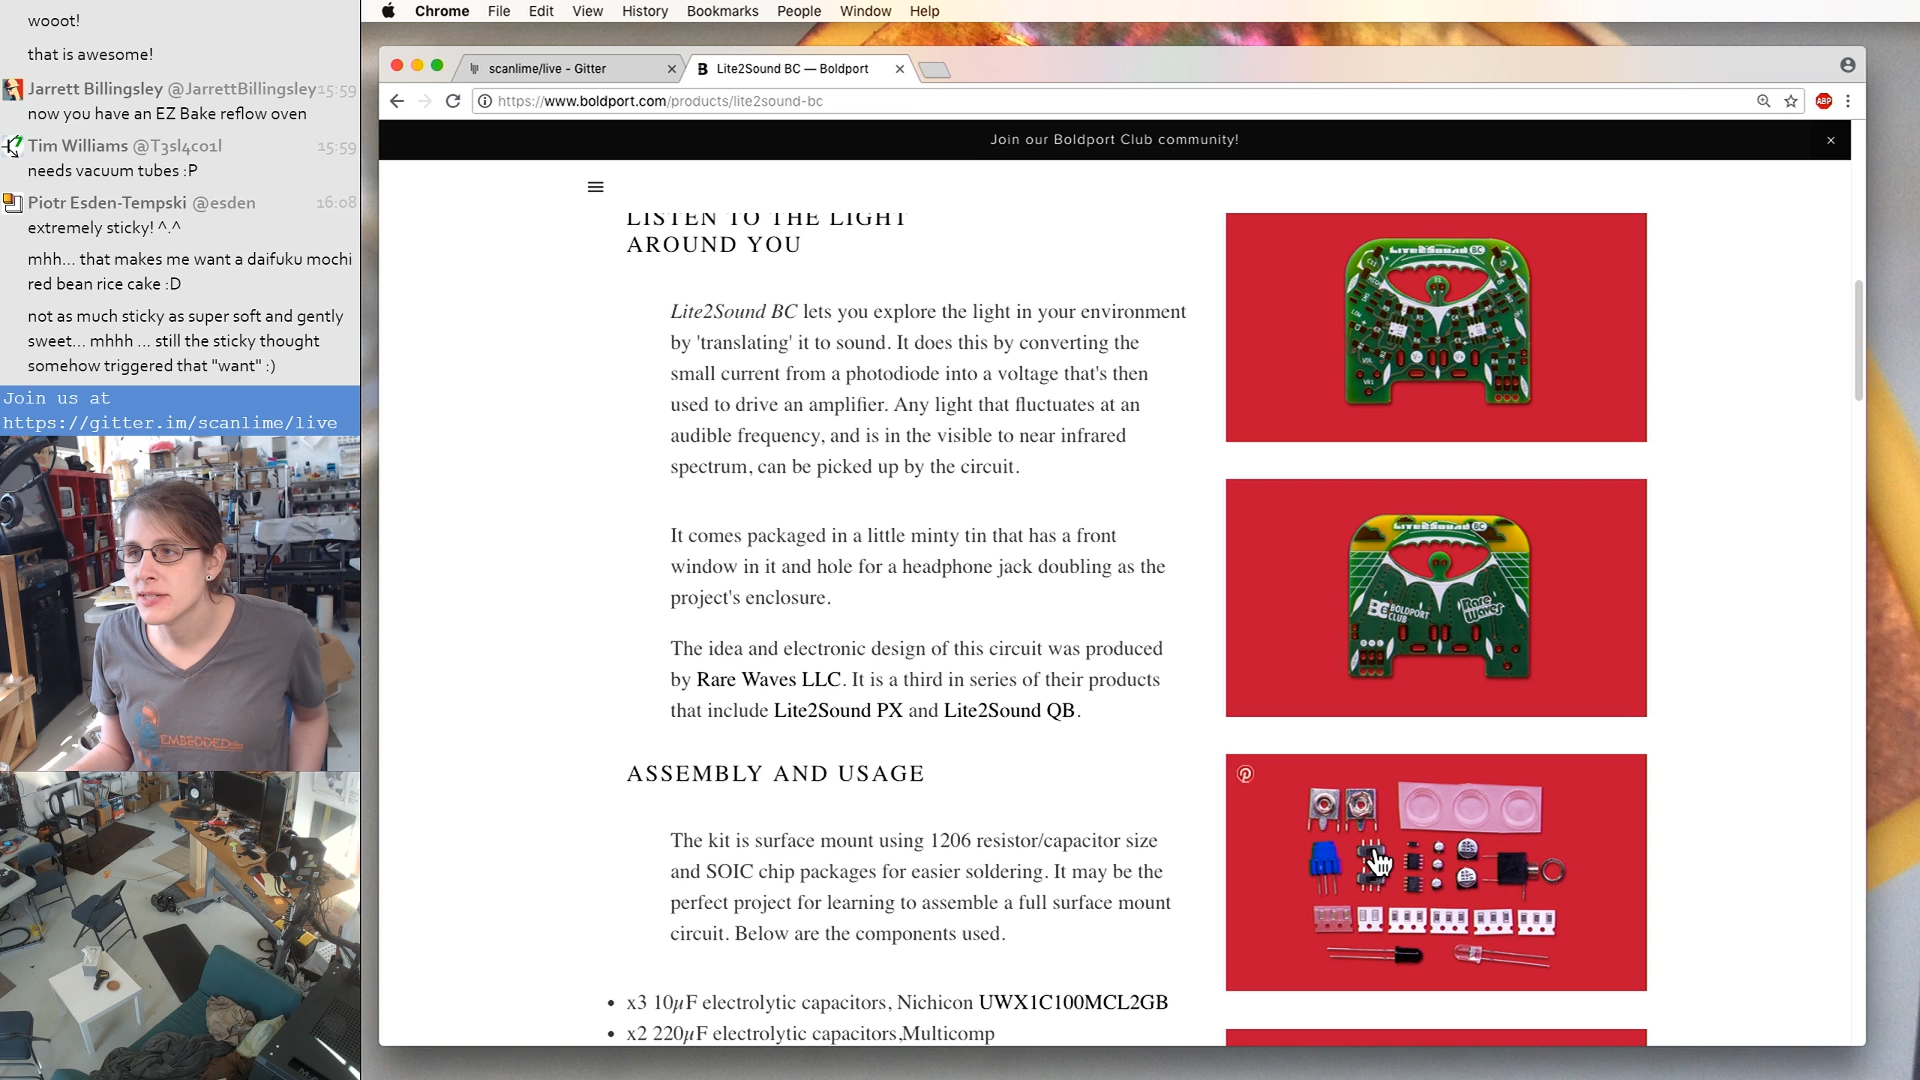 wooot!
that is awesome!
Jarrett Billingsley @JarrettBillingsley 15:59
now you have an EZ Bake reflow oven
Tim Williams @T3sl4co1l 15:59
needs vacuum tubes :P
Piotr Esden-Tempski @esden 16:08
extremely sticky! ^.^
mhh... that makes me want a daifuku mochi
red bean rice cake :D
not as much sticky as super soft and gently
sweet... mhhh ... still the sticky thought
somehow triggered that "want" :)
Join us at
https://gitter.im/scanlime/live
EMBEDDED
Chrome File Edit View History Bookmarks People Window Help
scanlime/live - Gitter
Lite2Sound BC — Boldport
https://www.boldport.com/products/lite2sound-bc
ABP
Join our Boldport Club community!
LISTEN TO THE LIGHT
AROUND YOU
Lite2Sound BC lets you explore the light in your environment
by 'translating' it to sound. It does this by converting the
small current from a photodiode into a voltage that's then
used to drive an amplifier. Any light that fluctuates at an
audible frequency, and is in the visible to near infrared
spectrum, can be picked up by the circuit.
It comes packaged in a little minty tin that has a front
window in it and hole for a headphone jack doubling as the
project's enclosure.
The idea and electronic design of this circuit was produced
by Rare Waves LLC. It is a third in series of their products
that include Lite2Sound PX and Lite2Sound QB.
ASSEMBLY AND USAGE
The kit is surface mount using 1206 resistor/capacitor size
and SOIC chip packages for easier soldering. It may be the
perfect project for learning to assemble a full surface mount
circuit. Below are the components used.
• x3 10µF electrolytic capacitors, Nichicon UWX1C100MCL2GB
• x2 220µF electrolytic capacitors,Multicomp
Lite2Sound BC
Lite2Sound BC
BC BOLDPORT
CLUB
Rare
Waves